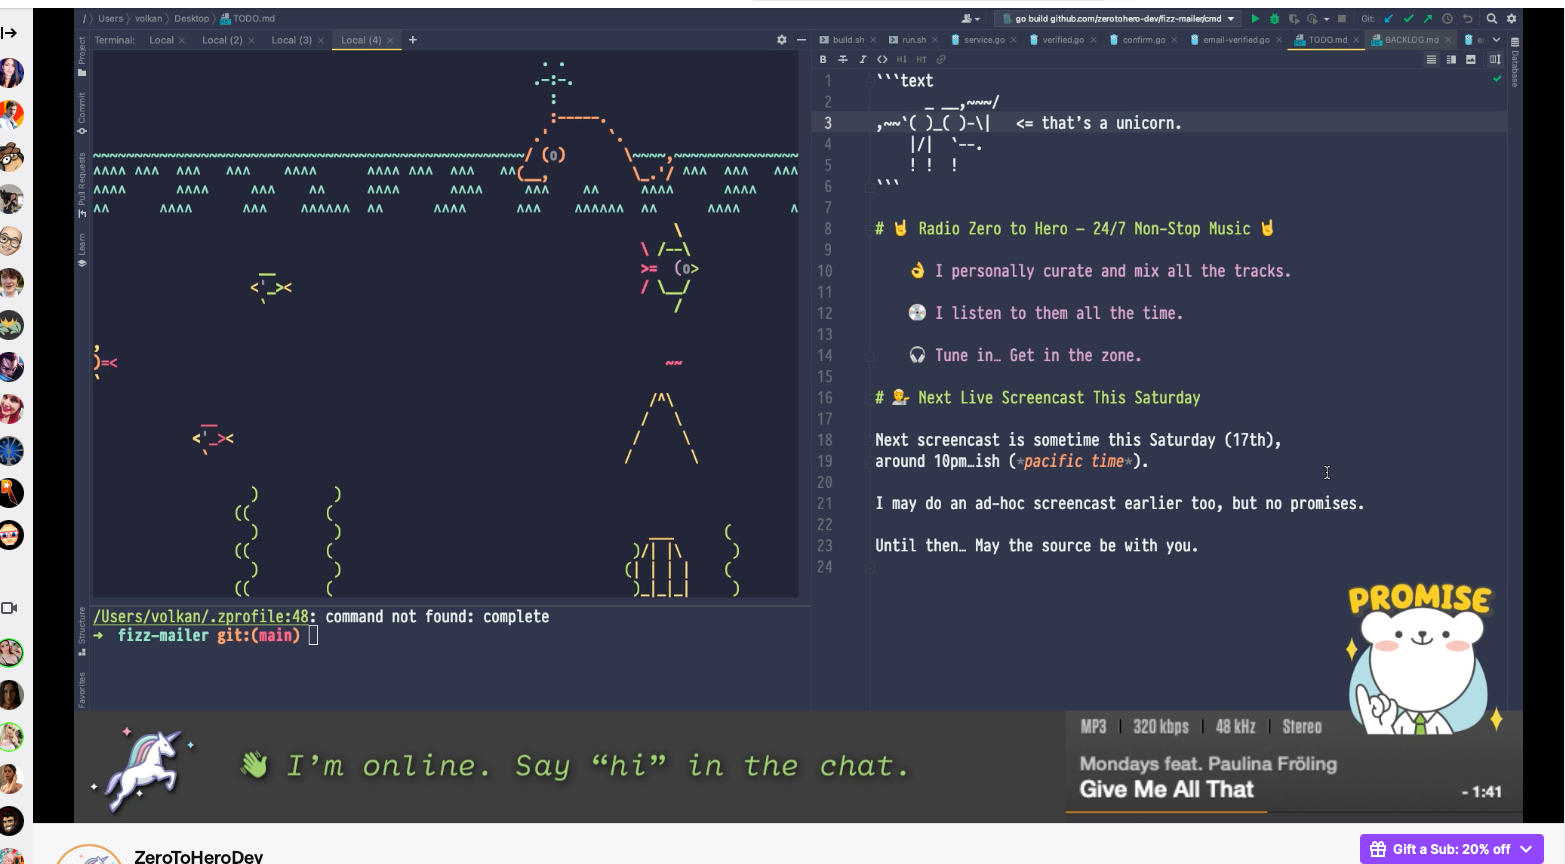 / Users / volkan / Desktop / TODO.md
go build github.com/zerotohero-dev/fizz-mailer/cmd
Git:
Terminal: Local × Local (2) × Local (3) × Local (4) × +
build.sh × run.sh × service.go × verified.go × confirm.go × email-verified.go × TODO.md × BACKLOG.md ×
B I <> H↓ H↑
Project
Commit
Pull Requests
Learn
Structure
Favorites
Database
1 ```text
2 _ __,~~~/
3 ,~~`( )_( )-\| <= that's a unicorn.
4 |/| `--.
5 ! ! !
6 ```
7
8 # 🤘 Radio Zero to Hero — 24/7 Non-Stop Music 🤘
9
10 👌 I personally curate and mix all the tracks.
11
12 💿 I listen to them all the time.
13
14 🎧 Tune in… Get in the zone.
15
16 # Next Live Screencast This Saturday
17
18 Next screencast is sometime this Saturday (17th),
19 around 10pm…ish (*pacific time*).
20
21 I may do an ad-hoc screencast earlier too, but no promises.
22
23 Until then… May the source be with you.
24
/Users/volkan/.zprofile:48: command not found: complete
→ fizz-mailer git:(main)
PROMISE
👋 I'm online. Say “hi” in the chat.
MP3 | 320 kbps | 48 kHz | Stereo
Mondays feat. Paulina Fröling
Give Me All That
- 1:41
ZeroToHeroDev
Gift a Sub: 20% off